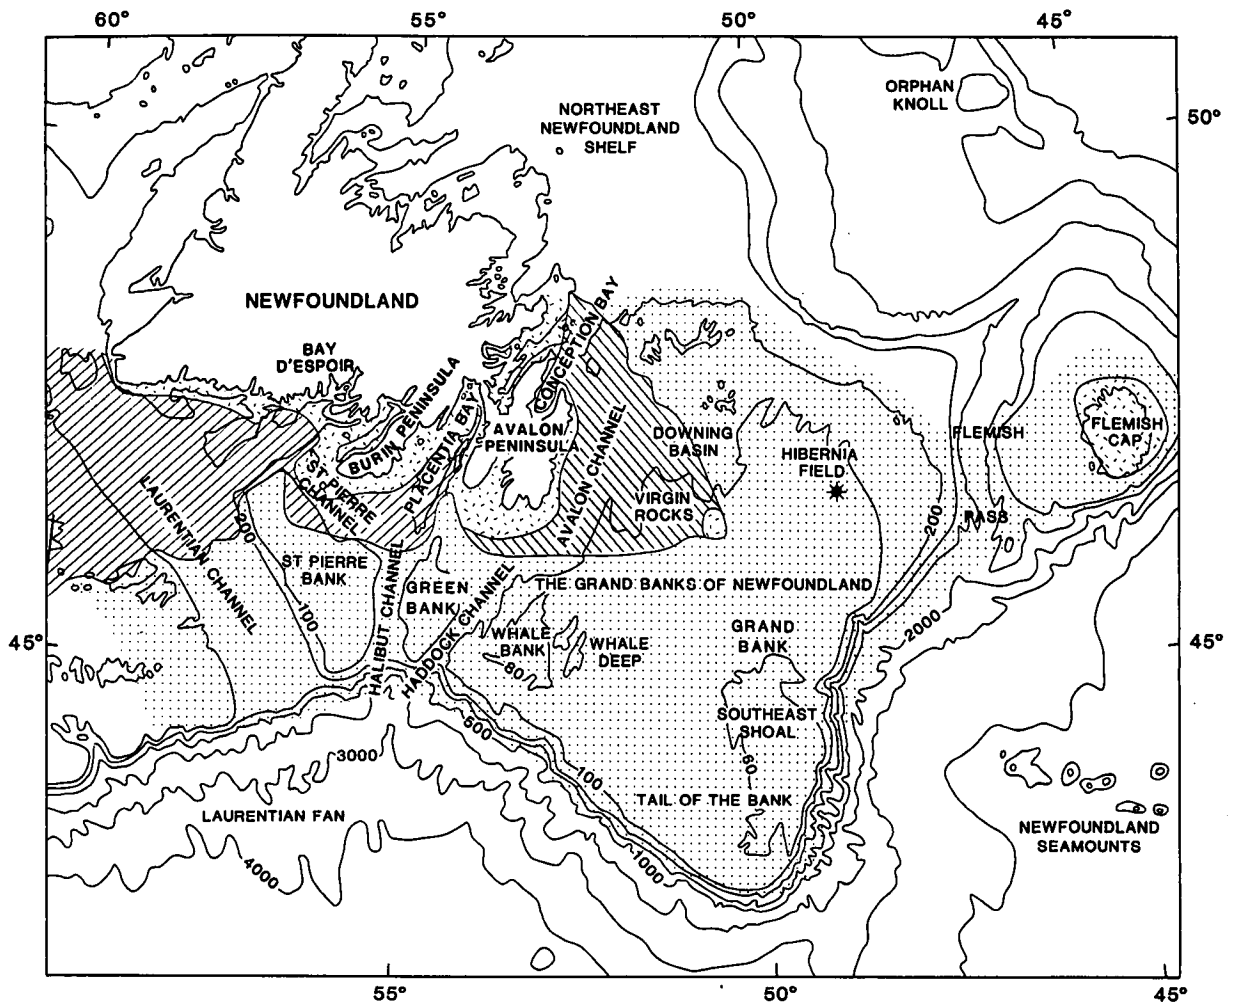 60°
55°
50°
45°
ORPHAN
KNOLL
50°
NORTHEAST
NEWFOUNDLAND
SHELF
NEWFOUNDLAND
CONCEPTION BAY
BAY
D'ESPOIR
BURIN PENINSULA
PLACENTIA BAY
AVALON
PENINSULA
AVALON CHANNEL
DOWNING
BASIN
HIBERNIA
FIELD
FLEMISH
PASS
FLEMISH
CAP
ST PIERRE
CHANNEL
VIRGIN
ROCKS
LAURENTIAN CHANNEL
200
200
ST PIERRE
BANK
100
HALIBUT CHANNEL
GREEN
BANK
HADDOCK CHANNEL
THE GRAND BANKS OF NEWFOUNDLAND
WHALE
BANK
80
WHALE
DEEP
GRAND
BANK
2000
45°
45°
SOUTHEAST
SHOAL
60
500
3000
100
TAIL OF THE BANK
LAURENTIAN FAN
4000
1000
NEWFOUNDLAND
SEAMOUNTS
55°
50°
45°